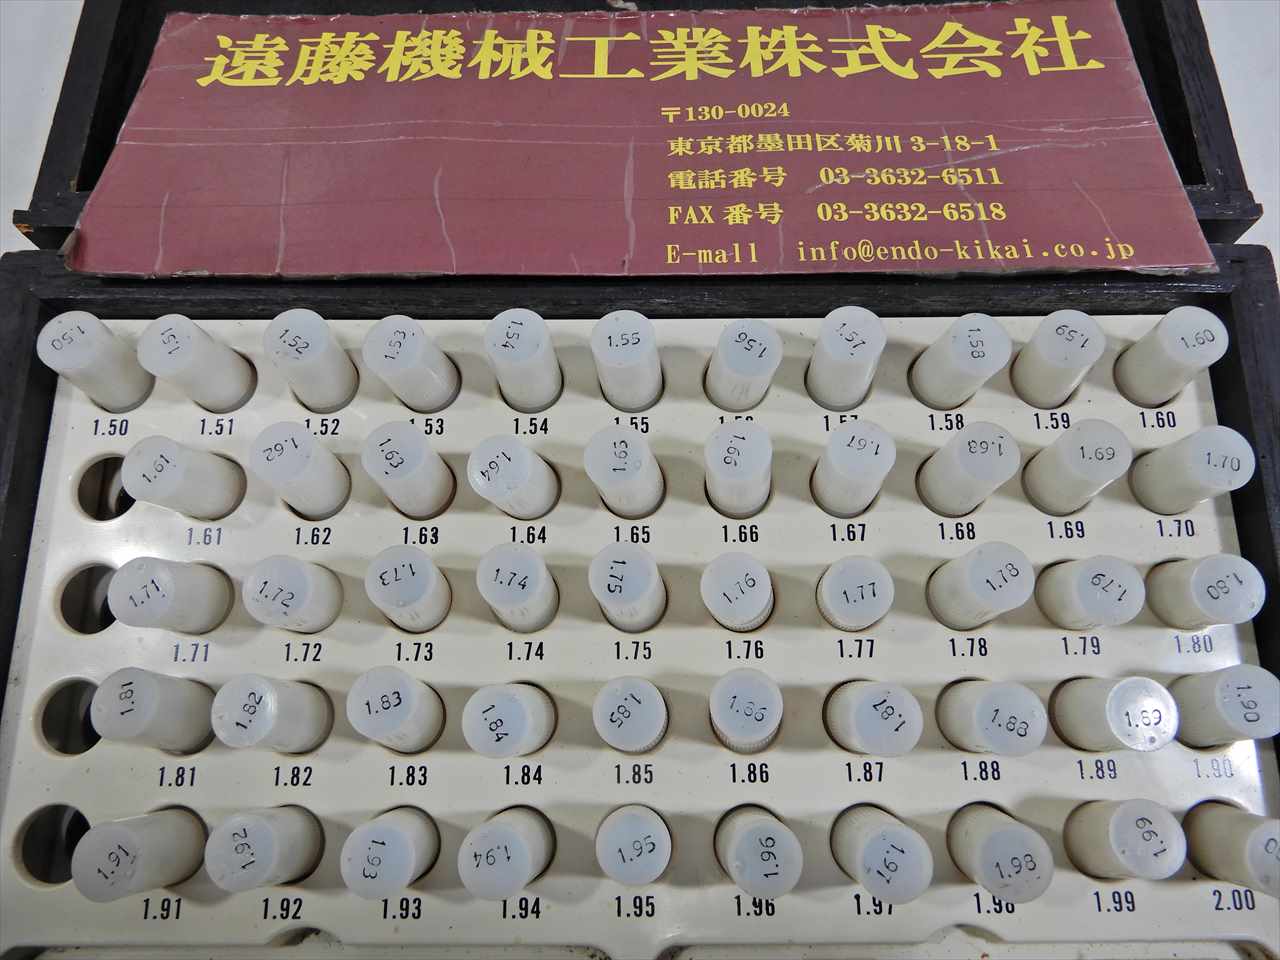 遠藤機械工業株式会社
〒130-0024
東京都墨田区菊川 3-18-1
電話番号 03-3632-6511
FAX 番号 03-3632-6518
E-mall info@endo-kikai.co.jp
1.50 1.51 1.52 1.53 1.54 1.55 1.56 1.57 1.58 1.59 1.60
1.50 1.51 1.52 1.53 1.54 1.55 1.56 1.57 1.58 1.59 1.60
1.61 1.62 1.63 1.64 1.65 1.66 1.67 1.68 1.69 1.70
1.61 1.62 1.63 1.64 1.65 1.66 1.67 1.68 1.69 1.70
1.71 1.72 1.73 1.74 1.75 1.76 1.77 1.78 1.79 1.80
1.71 1.72 1.73 1.74 1.75 1.76 1.77 1.78 1.79 1.80
1.81 1.82 1.83 1.84 1.85 1.86 1.87 1.88 1.89 1.90
1.81 1.82 1.83 1.84 1.85 1.86 1.87 1.88 1.89 1.90
1.91 1.92 1.93 1.94 1.95 1.96 1.97 1.98 1.99
1.91 1.92 1.93 1.94 1.95 1.96 1.97 1.98 1.99 2.00